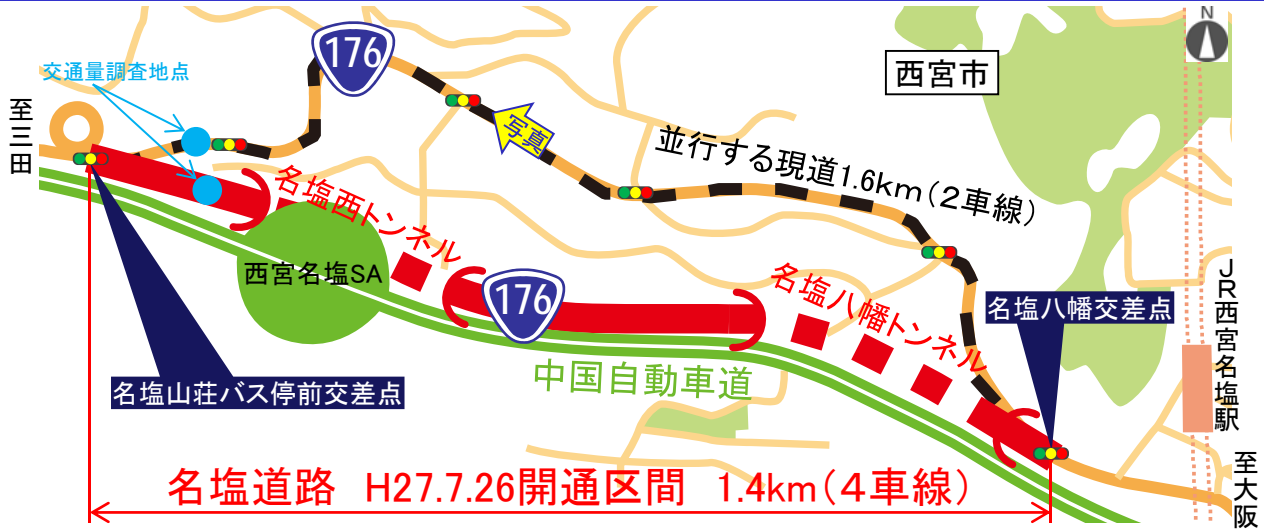 176
N
西宮市
交通量調査地点
至三田
写真
並行する現道1.6km(2車線)
名塩西トンネル
西宮名塩SA
176
名塩八幡トンネル
名塩八幡交差点
JR西宮名塩駅
中国自動車道
名塩山荘バス停前交差点
至大阪
名塩道路 H27.7.26開通区間 1.4km(4車線)